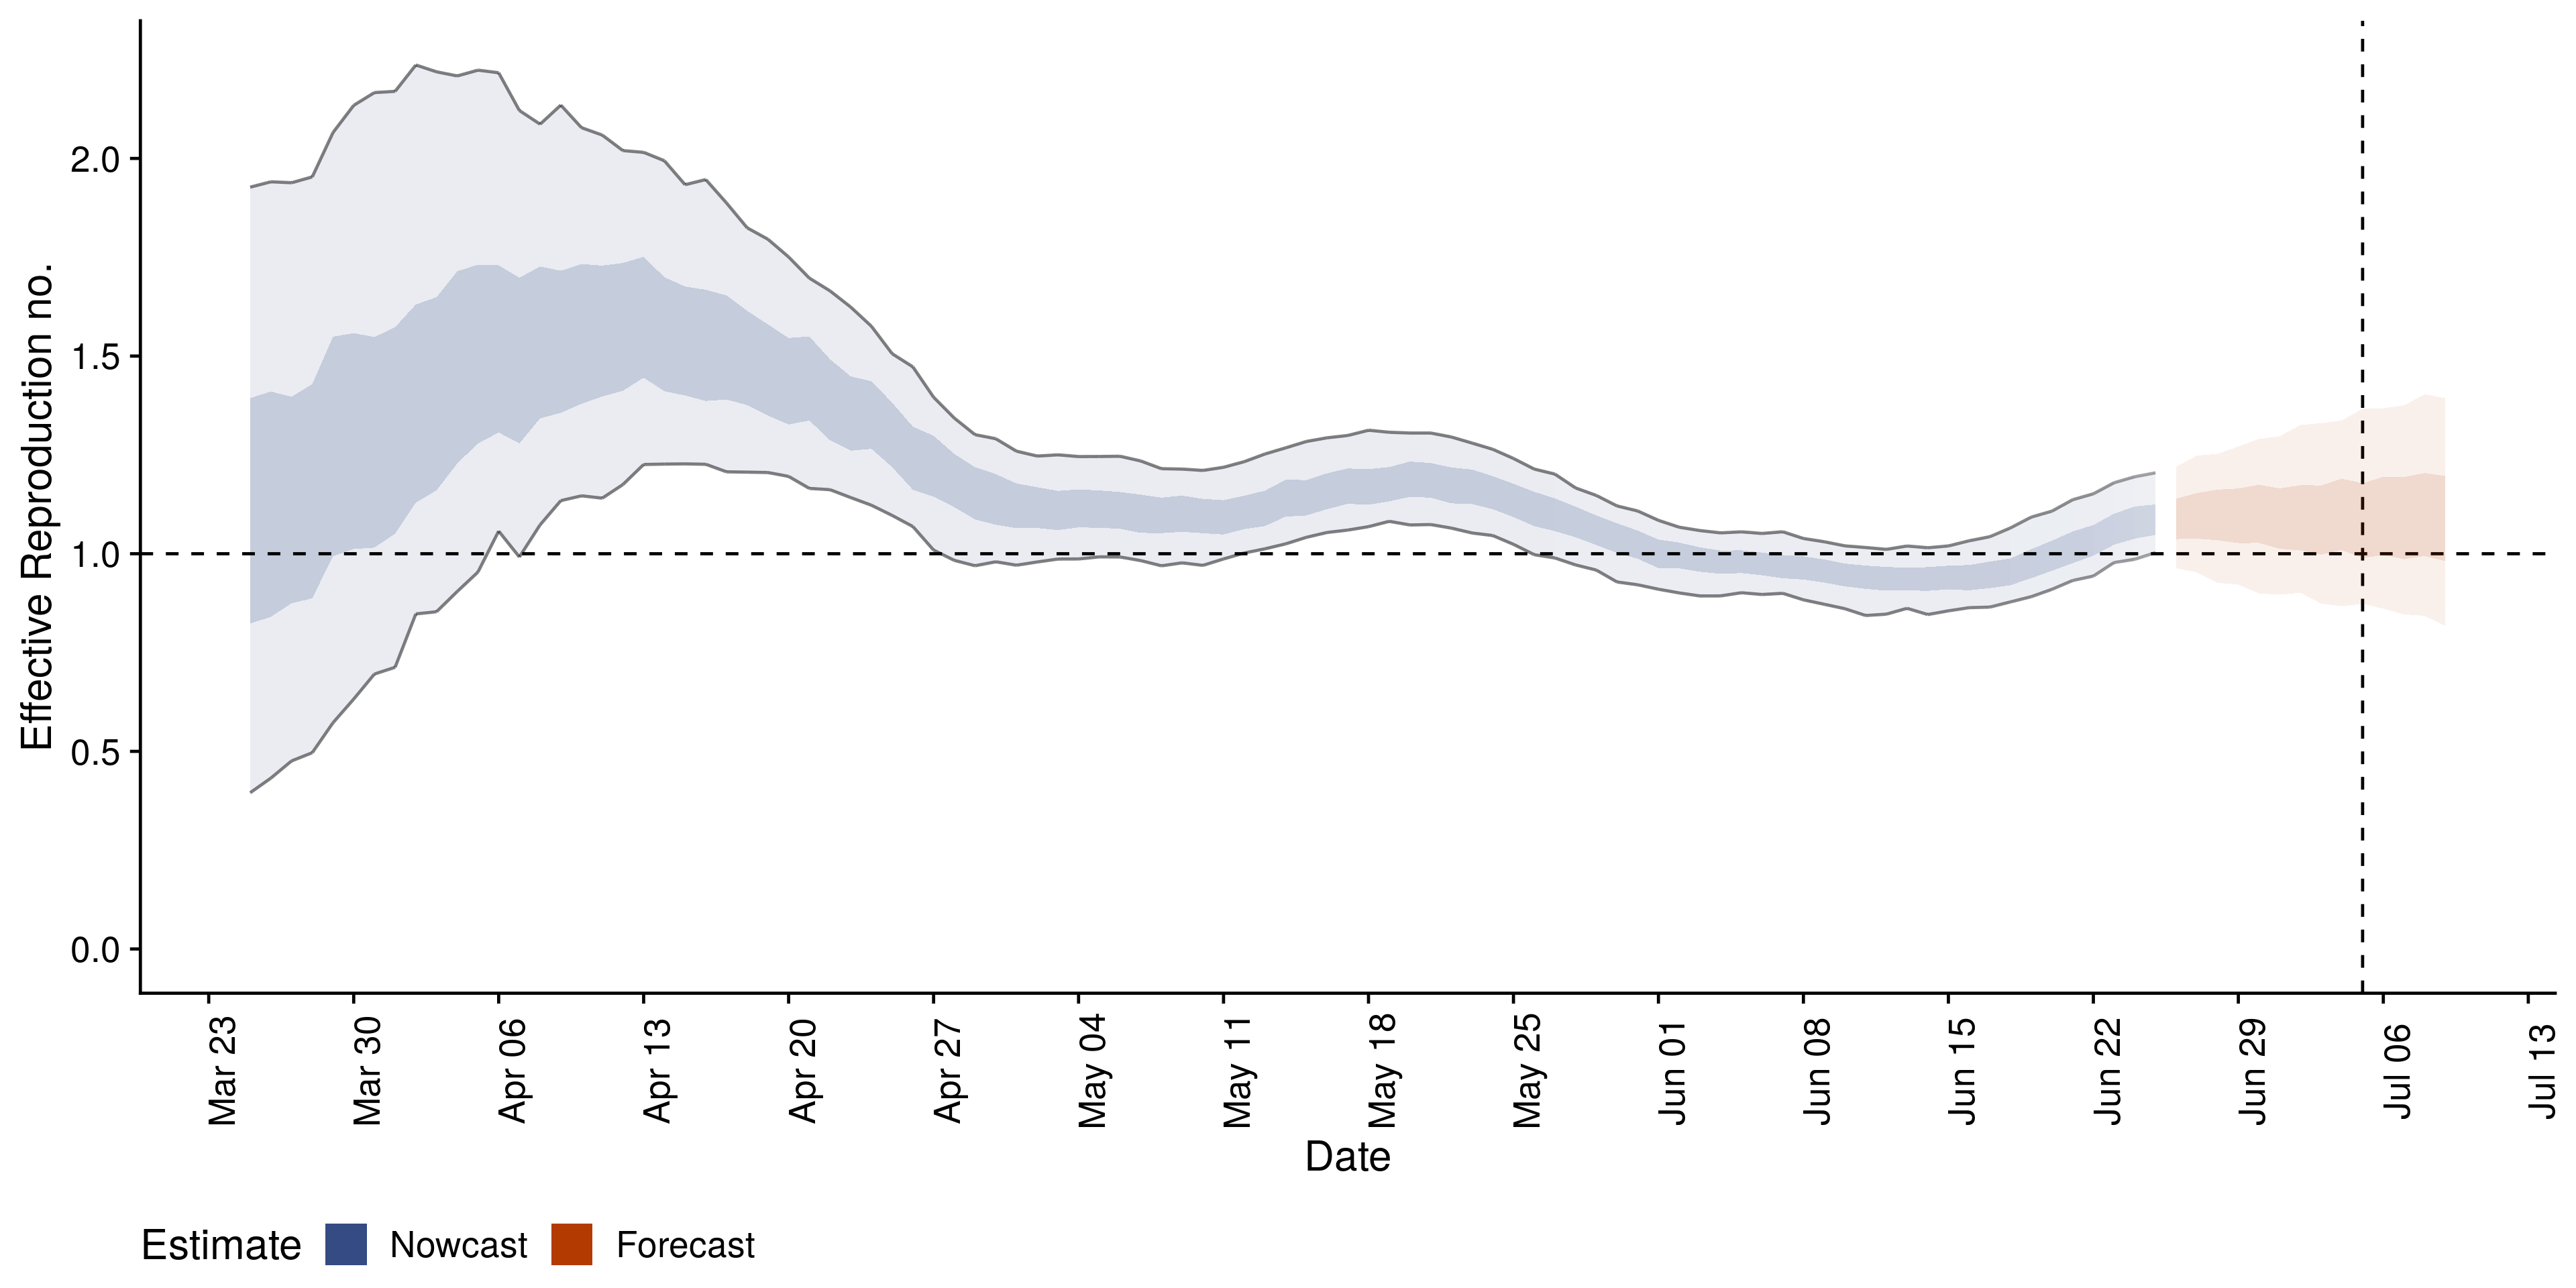 Effective Reproduction no.
2.0
1.5
1.0
0.5
0.0
Mar 23
Mar 30
Apr 06
Apr 13
Apr 20
Apr 27
May 04
May 11
May 18
May 25
Jun 01
Jun 08
Jun 15
Jun 22
Jun 29
Jul 06
Jul 13
Date
Estimate Nowcast Forecast